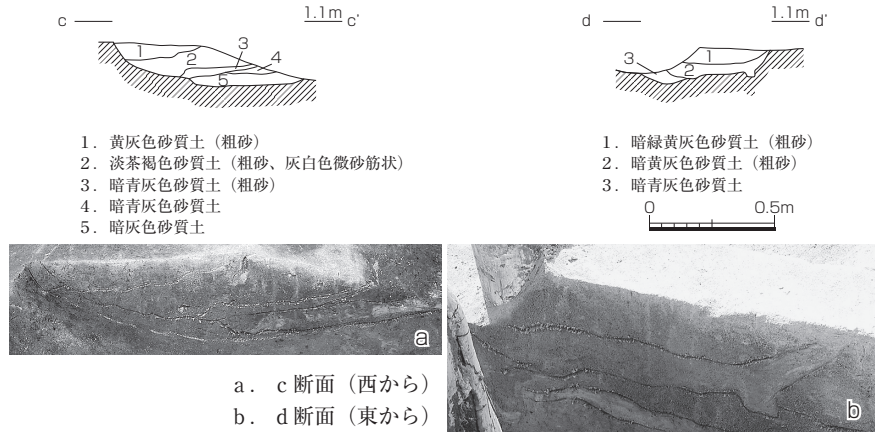 c 1.1m c'
1 2 3 4 5
1．黄灰色砂質土（粗砂）
2．淡茶褐色砂質土（粗砂、灰白色微砂筋状）
3．暗青灰色砂質土（粗砂）
4．暗青灰色砂質土
5．暗灰色砂質土
d 1.1m d'
1 2 3
1．暗緑黄灰色砂質土（粗砂）
2．暗黄灰色砂質土（粗砂）
3．暗青灰色砂質土
0 0.5m
a
b
a．c断面（西から）
b．d断面（東から）